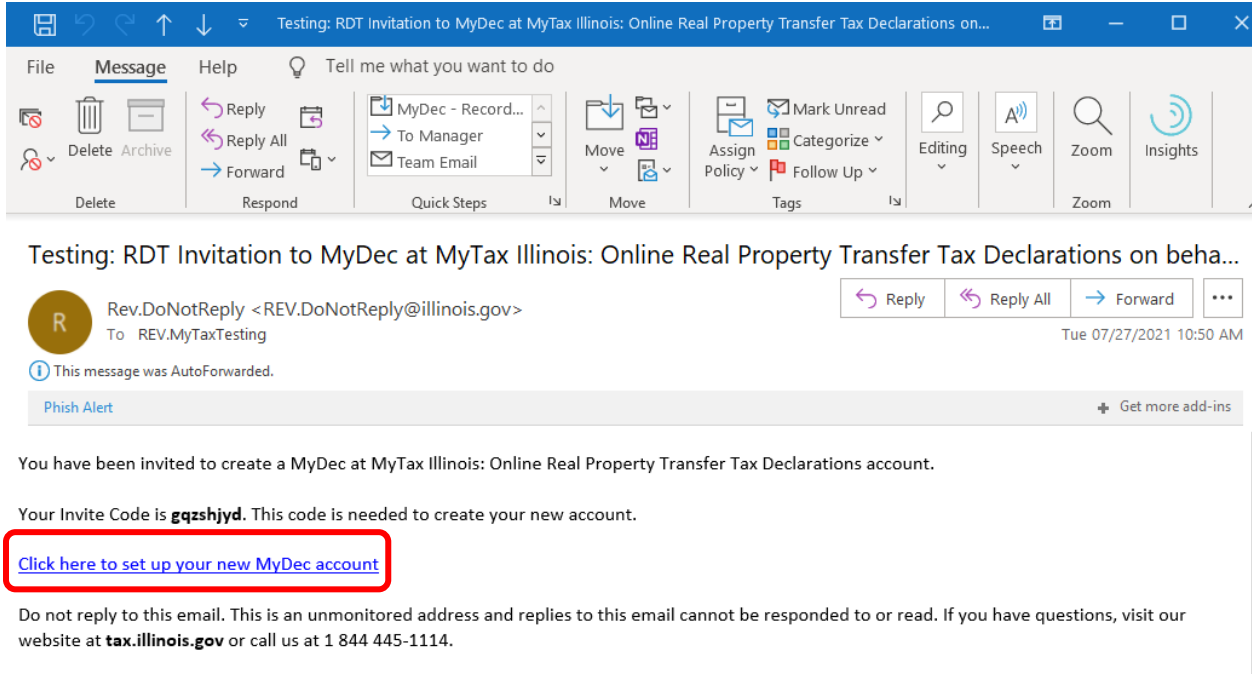 Testing: RDT Invitation to MyDec at MyTax Illinois: Online Real Property Transfer Tax Declarations on...
File Message Help Tell me what you want to do
Delete Archive
Reply
Reply All
Forward
MyDec - Record...
To Manager
Team Email
Move
Assign Policy
Mark Unread
Categorize
Follow Up
Editing
Speech
Zoom
Insights
Delete Respond Quick Steps Move Tags Zoom
Testing: RDT Invitation to MyDec at MyTax Illinois: Online Real Property Transfer Tax Declarations on beha...
R
Rev.DoNotReply <REV.DoNotReply@illinois.gov>
To REV.MyTaxTesting
Reply Reply All Forward
Tue 07/27/2021 10:50 AM
This message was AutoForwarded.
Phish Alert
Get more add-ins
You have been invited to create a MyDec at MyTax Illinois: Online Real Property Transfer Tax Declarations account.
Your Invite Code is gqzshjyd. This code is needed to create your new account.
Click here to set up your new MyDec account
Do not reply to this email. This is an unmonitored address and replies to this email cannot be responded to or read. If you have questions, visit our
website at tax.illinois.gov or call us at 1 844 445-1114.